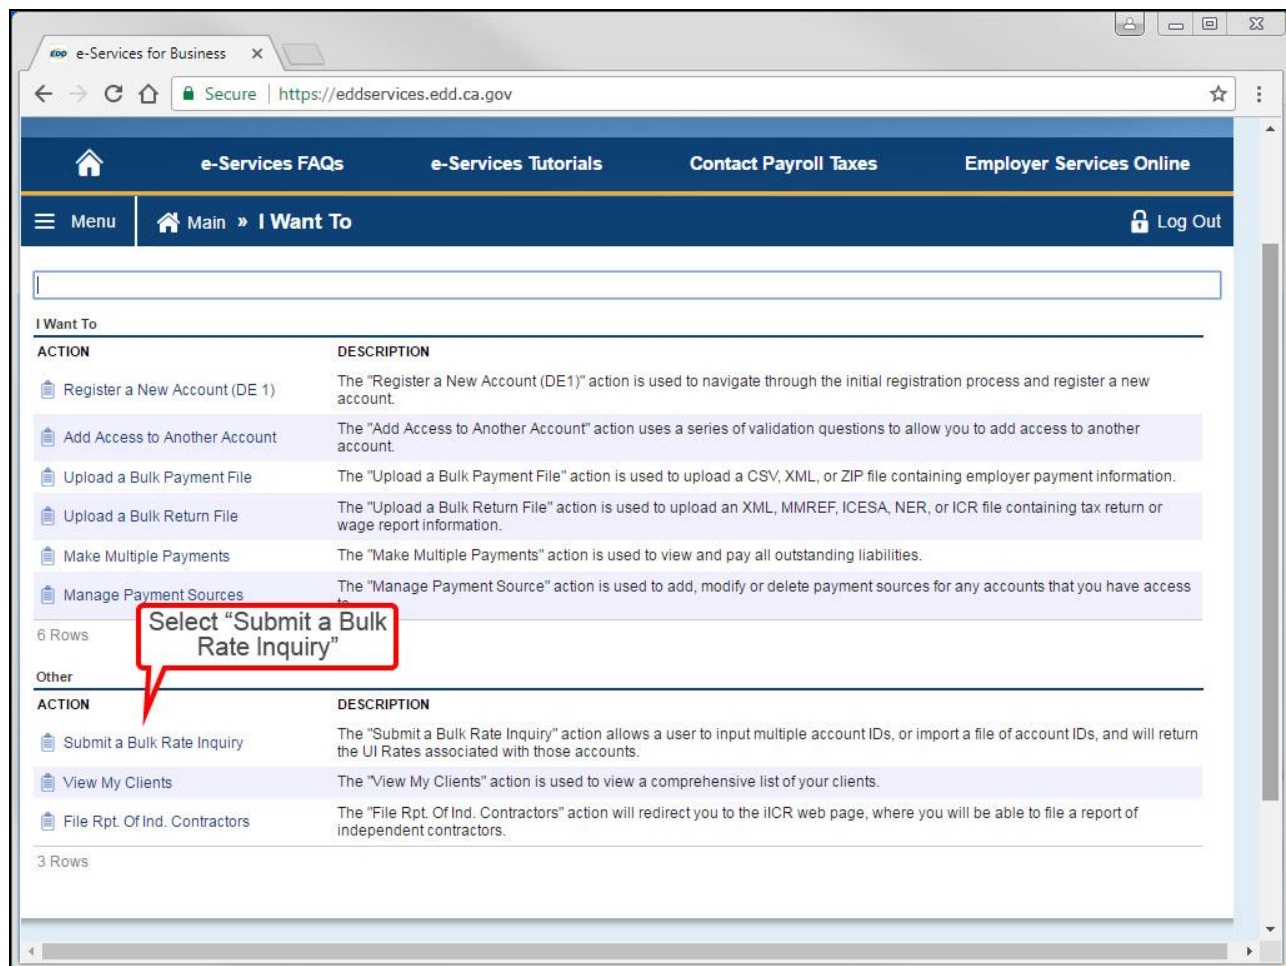 EDD e-Services for Business
Secure | https://eddservices.edd.ca.gov
e-Services FAQs e-Services Tutorials Contact Payroll Taxes Employer Services Online
Menu Main » I Want To Log Out
I Want To
ACTION DESCRIPTION
Register a New Account (DE 1) The "Register a New Account (DE1)" action is used to navigate through the initial registration process and register a new
account.
Add Access to Another Account The "Add Access to Another Account" action uses a series of validation questions to allow you to add access to another
account.
Upload a Bulk Payment File The "Upload a Bulk Payment File" action is used to upload a CSV, XML, or ZIP file containing employer payment information.
Upload a Bulk Return File The "Upload a Bulk Return File" action is used to upload an XML, MMREF, ICESA, NER, or ICR file containing tax return or
wage report information.
Make Multiple Payments The "Make Multiple Payments" action is used to view and pay all outstanding liabilities.
Manage Payment Sources The "Manage Payment Source" action is used to add, modify or delete payment sources for any accounts that you have access
6 Rows
Select “Submit a Bulk
Rate Inquiry”
Other
ACTION DESCRIPTION
Submit a Bulk Rate Inquiry The "Submit a Bulk Rate Inquiry" action allows a user to input multiple account IDs, or import a file of account IDs, and will return
the UI Rates associated with those accounts.
View My Clients The "View My Clients" action is used to view a comprehensive list of your clients.
File Rpt. Of Ind. Contractors The "File Rpt. Of Ind. Contractors" action will redirect you to the iICR web page, where you will be able to file a report of
independent contractors.
3 Rows